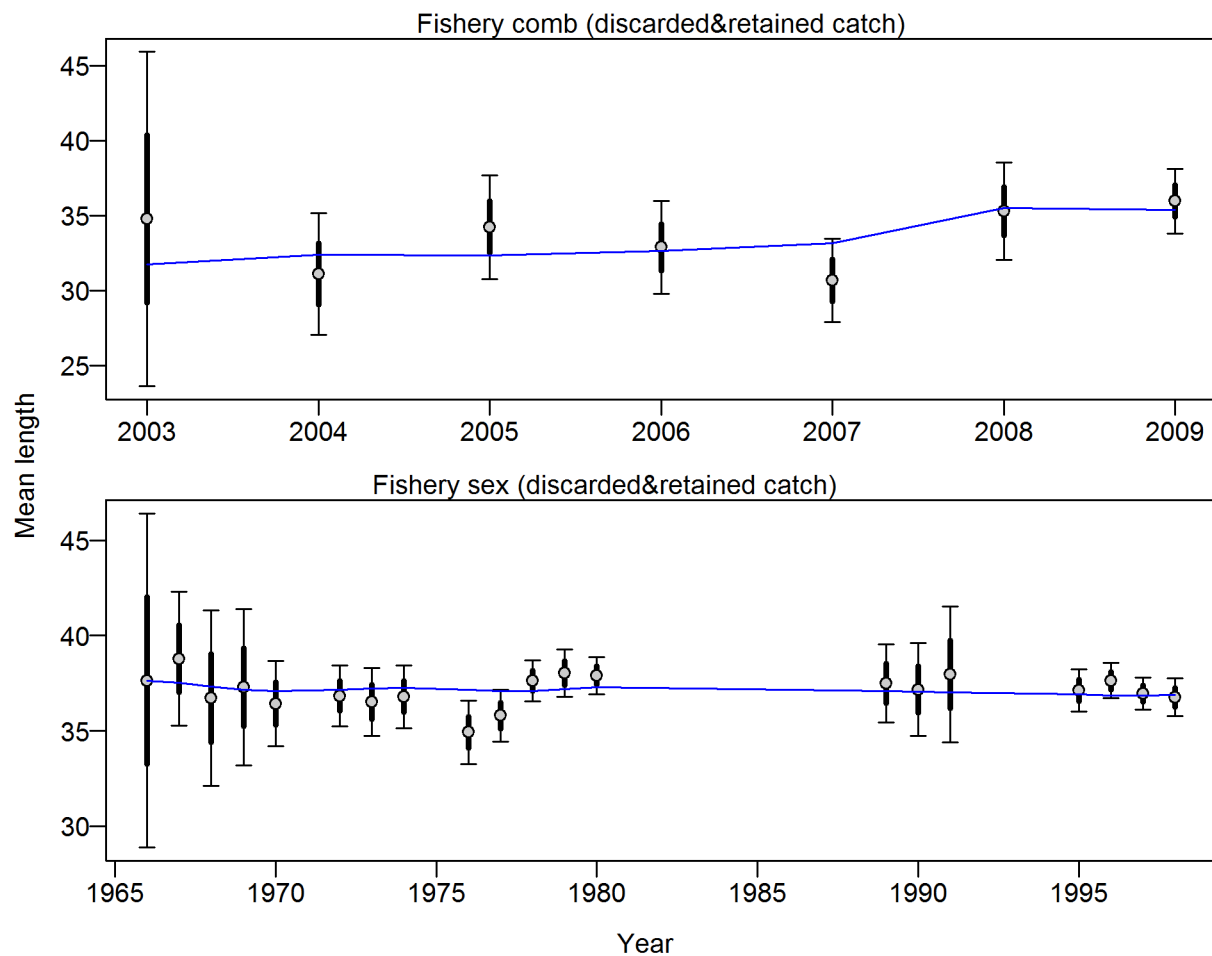 Fishery comb (discarded&retained catch)
45
40
35
30
25
2003 2004 2005 2006 2007 2008 2009
Mean length
Fishery sex (discarded&retained catch)
45
40
35
30
1965 1970 1975 1980 1985 1990 1995
Year